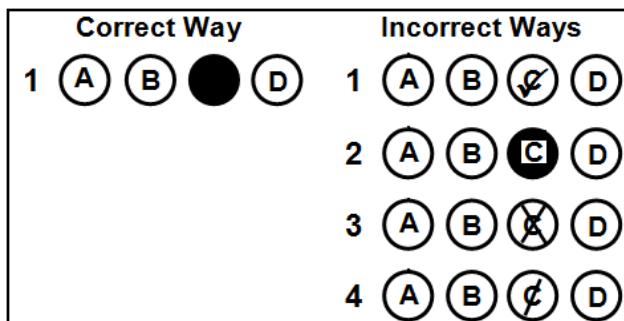 Correct Way
1 A B D
Incorrect Ways
1 A B C D
2 A B C D
3 A B C D
4 A B C D